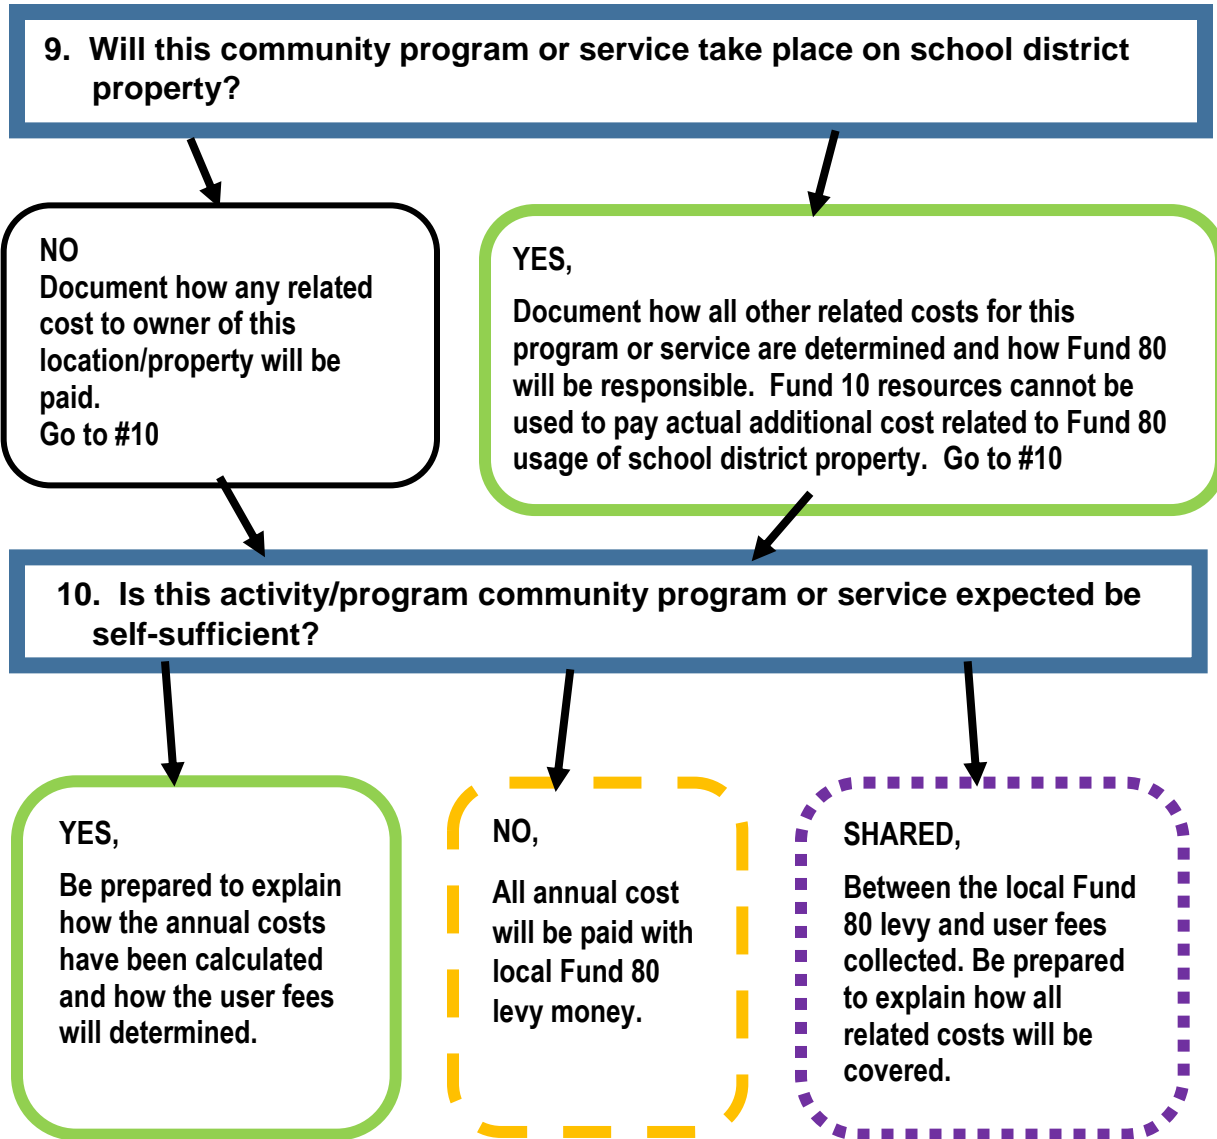 9. Will this community program or service take place on school district
property?
NO
Document how any related
cost to owner of this
location/property will be
paid.
Go to #10
YES,
Document how all other related costs for this
program or service are determined and how Fund 80
will be responsible. Fund 10 resources cannot be
used to pay actual additional cost related to Fund 80
usage of school district property. Go to #10
10. Is this activity/program community program or service expected be
self-sufficient?
YES,
Be prepared to explain
how the annual costs
have been calculated
and how the user fees
will determined.
NO,
All annual cost
will be paid with
local Fund 80
levy money.
SHARED,
Between the local Fund
80 levy and user fees
collected. Be prepared
to explain how all
related costs will be
covered.